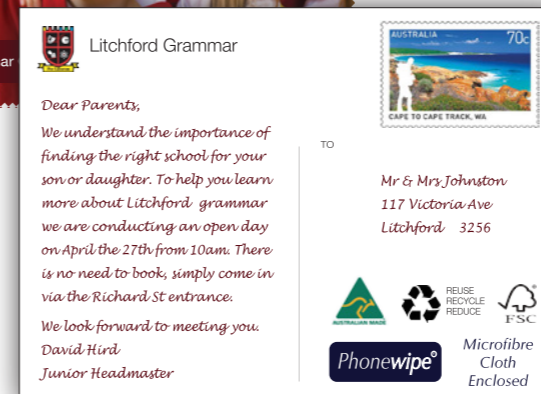 ar
Litchford Grammar
Dear Parents,
We understand the importance of
finding the right school for your
son or daughter. To help you learn
more about Litchford grammar
we are conducting an open day
on April the 27th from 10am. There
is no need to book, simply come in
via the Richard St entrance.
We look forward to meeting you.
David Hird
Junior Headmaster
AUSTRALIA 70c
CAPE TO CAPE TRACK, WA
TO
Mr & Mrs Johnston
117 Victoria Ave
Litchford 3256
AUSTRALIAN MADE
REUSE
RECYCLE
REDUCE
FSC
Phonewipe°
Microfibre
Cloth
Enclosed